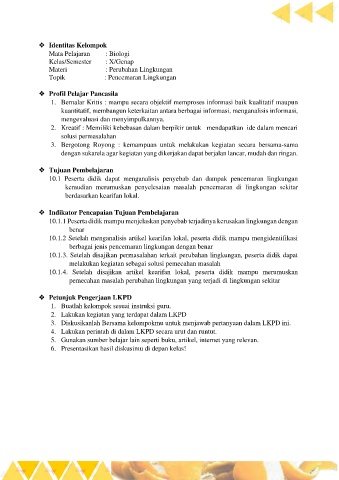 ❖ Identitas Kelompok
Mata Pelajaran : Biologi
Kelas/Semester : X/Genap
Materi : Perubahan Lingkungan
Topik : Pencemaran Lingkungan
❖ Profil Pelajar Pancasila
1. Bernalar Kritis : mampu secara objektif memproses informasi baik kualitatif maupun
kuantitatif, membangun keterkaitan antara berbagai informasi, menganalisis informasi,
mengevaluasi dan menyimpulkannya.
2. Kreatif : Memiliki kebebasan dalam berpikir untuk mendapatkan ide dalam mencari
solusi permasalahan
3. Bergotong Royong : kemampuan untuk melakukan kegiatan secara bersama-sama
dengan sukarela agar kegiatan yang dikerjakan dapat berjalan lancar, mudah dan ringan.
❖ Tujuan Pembelajaran
10.1 Peserta didik dapat menganalisis penyebab dan dampak pencemaran lingkungan
kemudian merumuskan penyelesaian masalah pencemaran di lingkungan sekitar
berdasarkan kearifan lokal.
❖ Indikator Pencapaian Tujuan Pembelajaran
10.1.1 Peserta didik mampu menjelaskan penyebab terjadinya kerusakan lingkungan dengan
benar
10.1.2 Setelah menganalisis artikel kearifan lokal, peserta didik mampu mengidentifikasi
berbagai jenis pencemaran lingkungan dengan benar
10.1.3. Setelah disajikan permasalahan terkait perubahan lingkungan, peserta didik dapat
melakukan kegiatan sebagai solusi pemecahan masalah
10.1.4. Setelah disajikan artikel kearifan lokal, peserta didik mampu merumuskan
pemecahan masalah perubahan lingkungan yang terjadi di lingkungan sekitar
❖ Petunjuk Pengerjaan LKPD
1. Buatlah kelompok sesuai instruksi guru.
2. Lakukan kegiatan yang terdapat dalam LKPD
3. Diskusikanlah Bersama kelompokmu untuk menjawab pertanyaan dalam LKPD ini.
4. Lakukan perintah di dalam LKPD secara urut dan runtut.
5. Gunakan sumber belajar lain seperti buku, artikel, internet yang relevan.
6. Presentasikan hasil diskusimu di depan kelas!